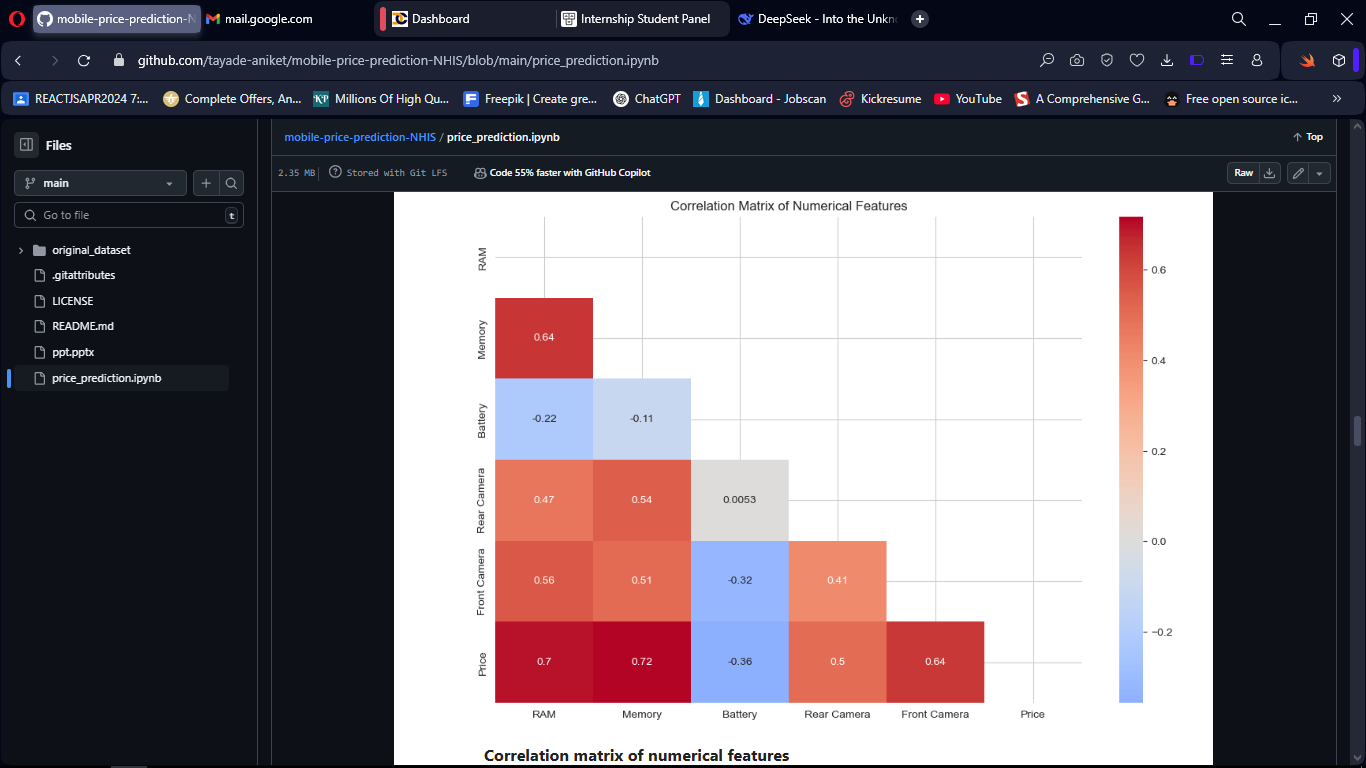 mobile-price-prediction-N
mail.google.com
Dashboard
Internship Student Panel
DeepSeek - Into the Unkn
github.com/tayade-aniket/mobile-price-prediction-NHIS/blob/main/price_prediction.ipynb
REACTJSAPR2024 7:...
Complete Offers, An...
Millions Of High Qu...
Freepik | Create gre...
ChatGPT
Dashboard - Jobscan
Kickresume
YouTube
A Comprehensive G...
Free open source ic...
Files
main
Go to file
t
original_dataset
.gitattributes
LICENSE
README.md
ppt.pptx
price_prediction.ipynb
mobile-price-prediction-NHIS / price_prediction.ipynb
Top
2.35 MB
Stored with Git LFS
Code 55% faster with GitHub Copilot
Raw
Correlation Matrix of Numerical Features
RAM
Memory
0.64
Battery
-0.22 -0.11
Rear Camera
0.47 0.54 0.0053
Front Camera
0.56 0.51 -0.32 0.41
Price
0.7 0.72 -0.36 0.5 0.64
RAM Memory Battery Rear Camera Front Camera Price
0.6
0.4
0.2
0.0
−0.2
Correlation matrix of numerical features